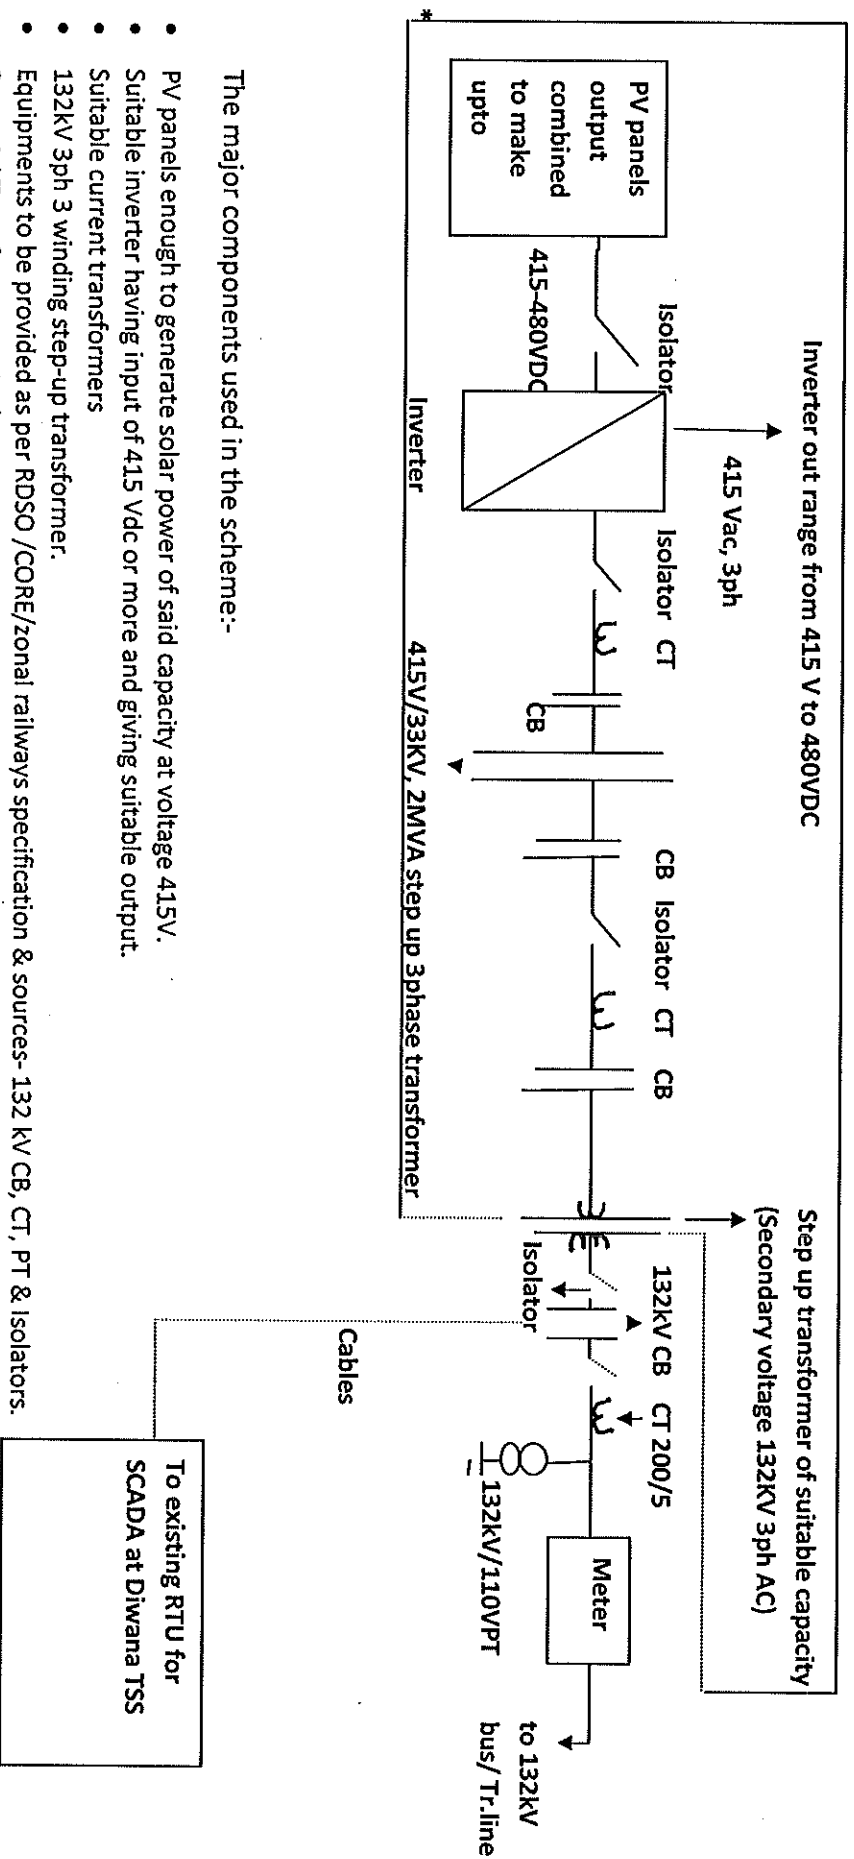 *
Inverter out range from 415 V to 480VDC
Step up transformer of suitable capacity
(Secondary voltage 132KV 3ph AC)
415 Vac, 3ph
PV panels
output
combined
to make
upto
Isolator
Isolator CT
CB Isolator CT CB
132kV CB CT 200/5
415-480VDC
CB
Isolator
132kV/110VPT
Meter
to 132kV
bus/ Tr.line
Inverter
415V/33KV, 2MVA step up 3phase transformer
Cables
To existing RTU for
SCADA at Diwana TSS
The major components used in the scheme:-
• PV panels enough to generate solar power of said capacity at voltage 415V.
• Suitable inverter having input of 415 Vdc or more and giving suitable output.
• Suitable current transformers
• 132kV 3ph 3 winding step-up transformer.
• Equipments to be provided as per RDSO /CORE/zonal railways specification & sources- 132 kV CB, CT, PT & Isolators.